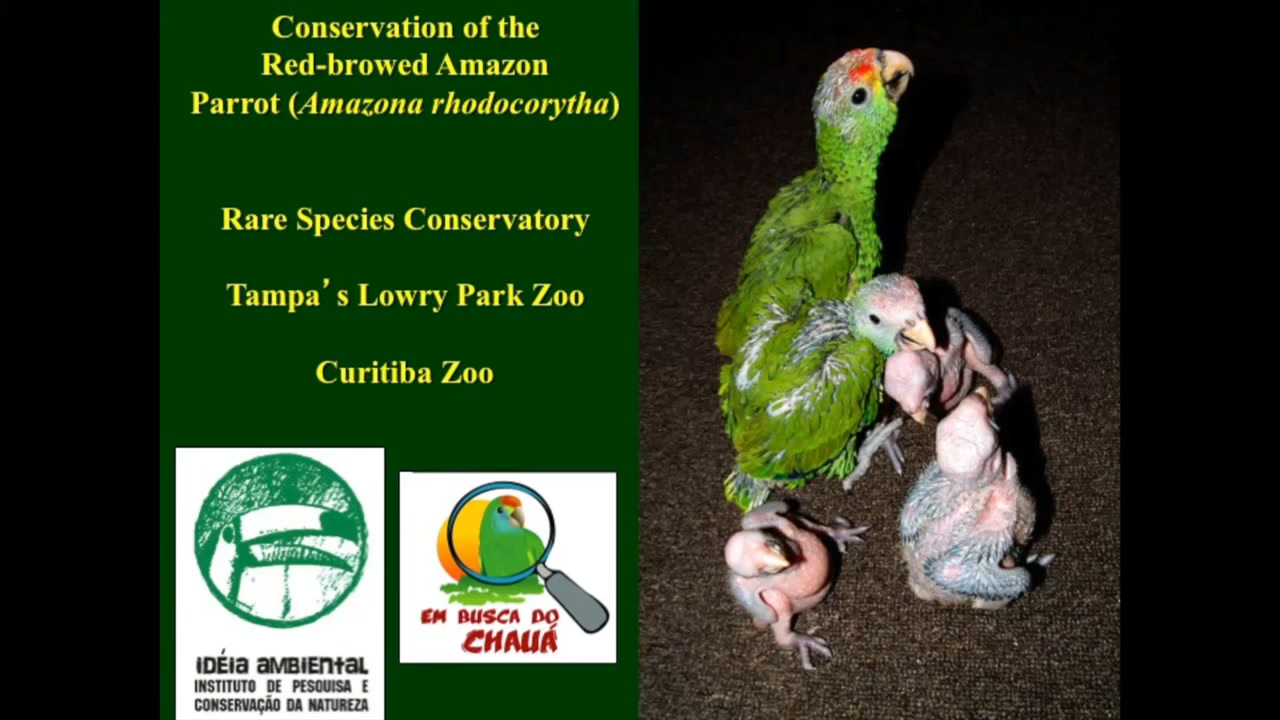 Conservation of the
Red-browed Amazon
Parrot (Amazona rhodocorytha)
Rare Species Conservatory
Tampa’s Lowry Park Zoo
Curitiba Zoo
IDÉIA AMBIENTAL
INSTITUTO DE PESQUISA E
CONSERVAÇÃO DA NATUREZA
EM BUSCA DO
CHAUÁ